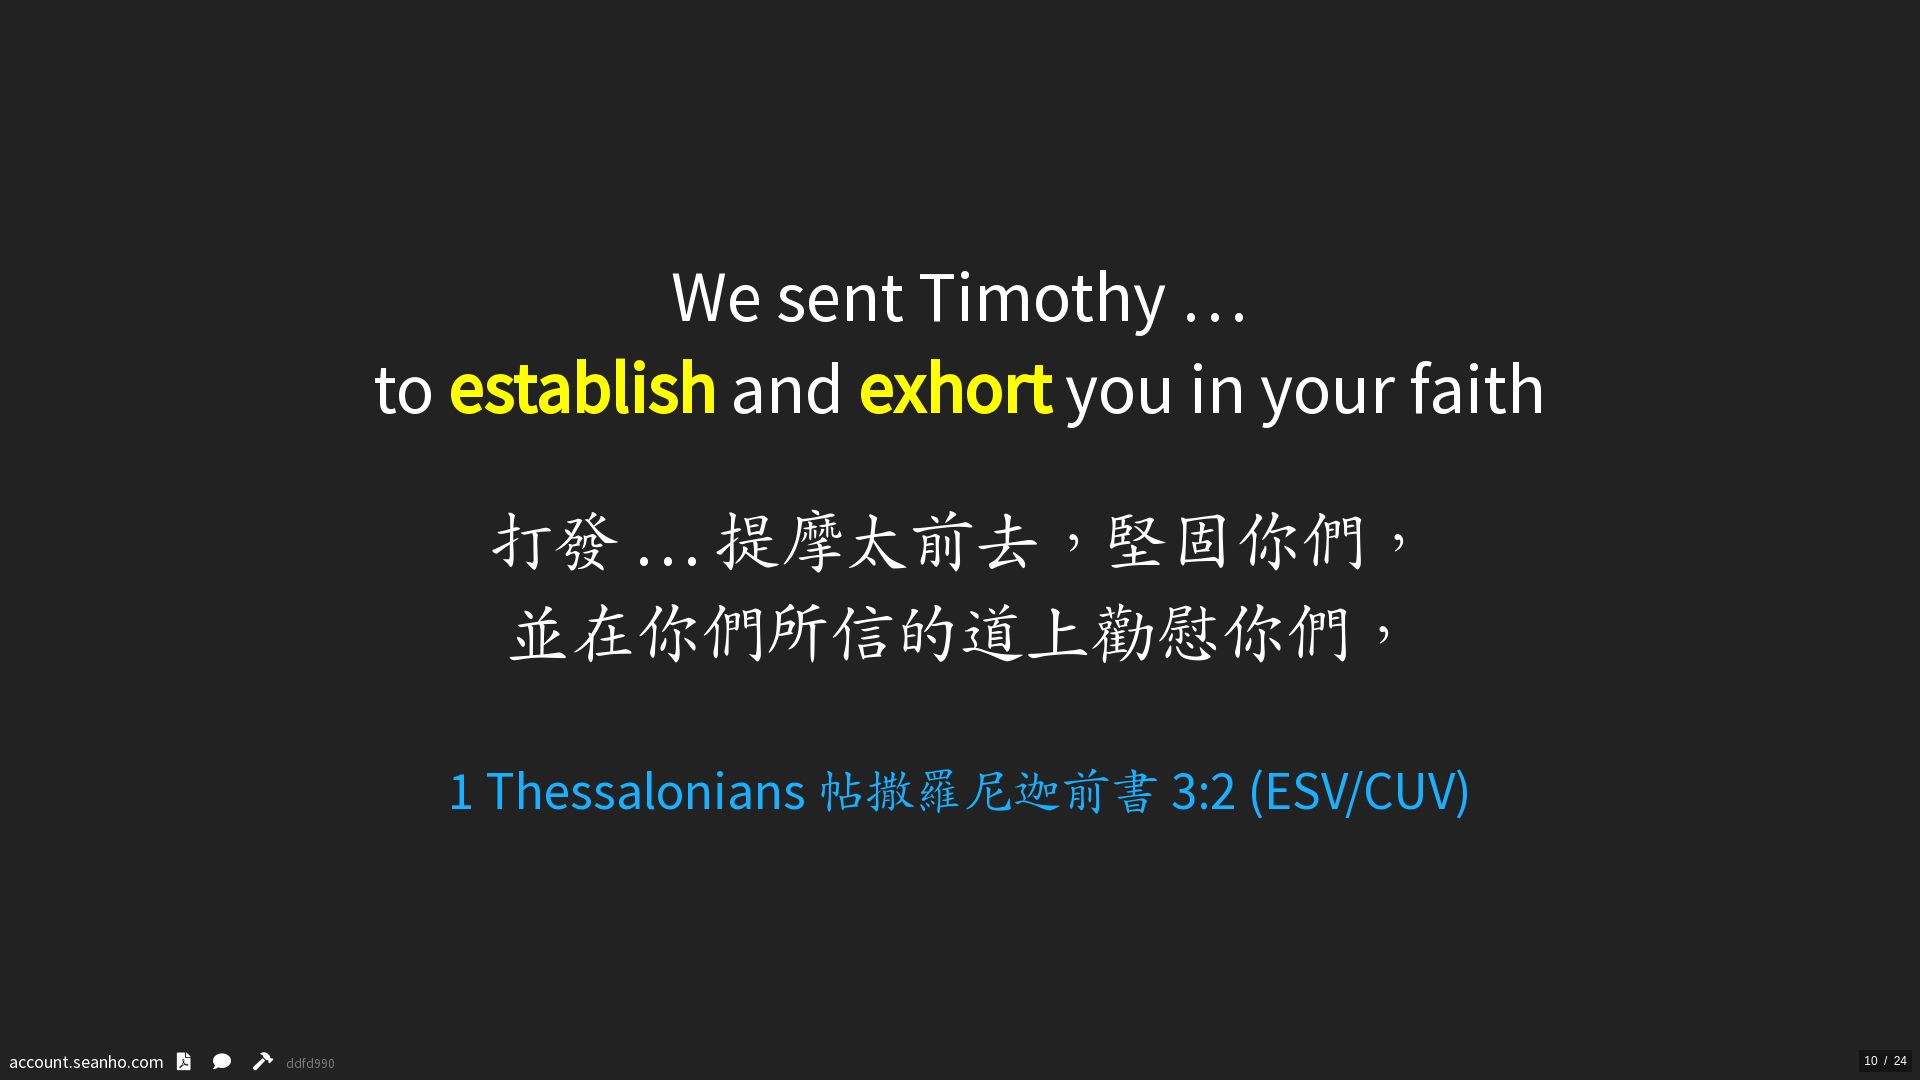 We sent Timothy …
to establish and exhort you in your faith
打發 … 提摩太前去，堅固你們，
並在你們所信的道上勸慰你們，
1 Thessalonians 帖撒羅尼迦前書 3:2 (ESV/CUV)
account.seanho.com ddfd990
10 / 24